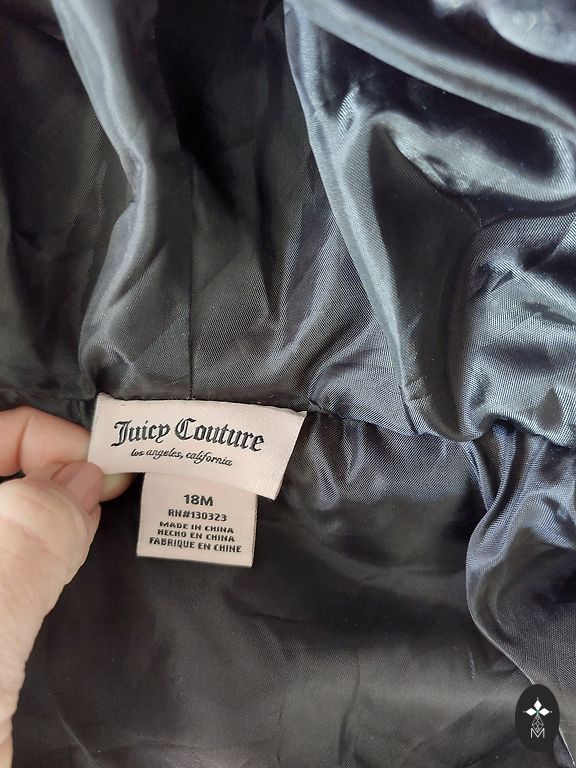 Juicy Couture
los angeles, california
18M
RN#130323
MADE IN CHINA
HECHO EN CHINA
FABRIQUE EN CHINE
M